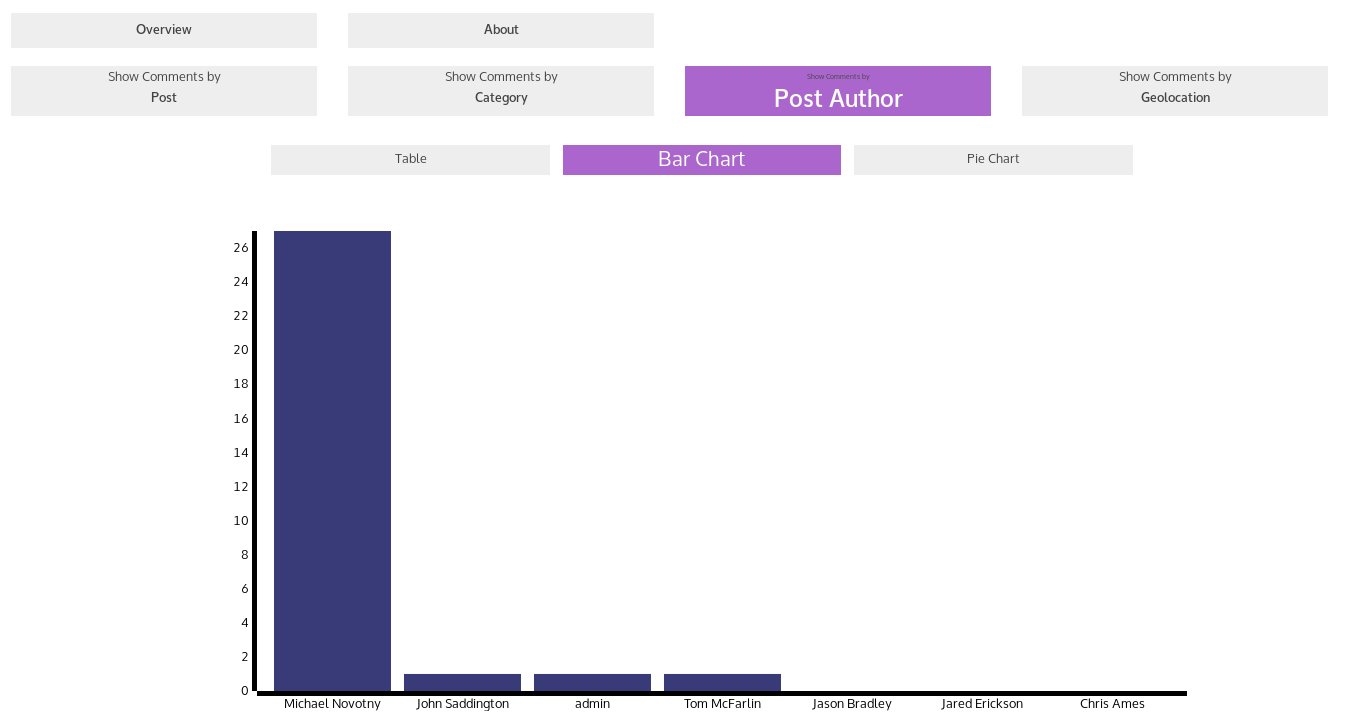 Overview
About
Show Comments by
Post
Show Comments by
Category
Show Comments by
Post Author
Show Comments by
Geolocation
Table
Bar Chart
Pie Chart
26
24
22
20
18
16
14
12
10
8
6
4
2
0
Michael Novotny
John Saddington
admin
Tom McFarlin
Jason Bradley
Jared Erickson
Chris Ames